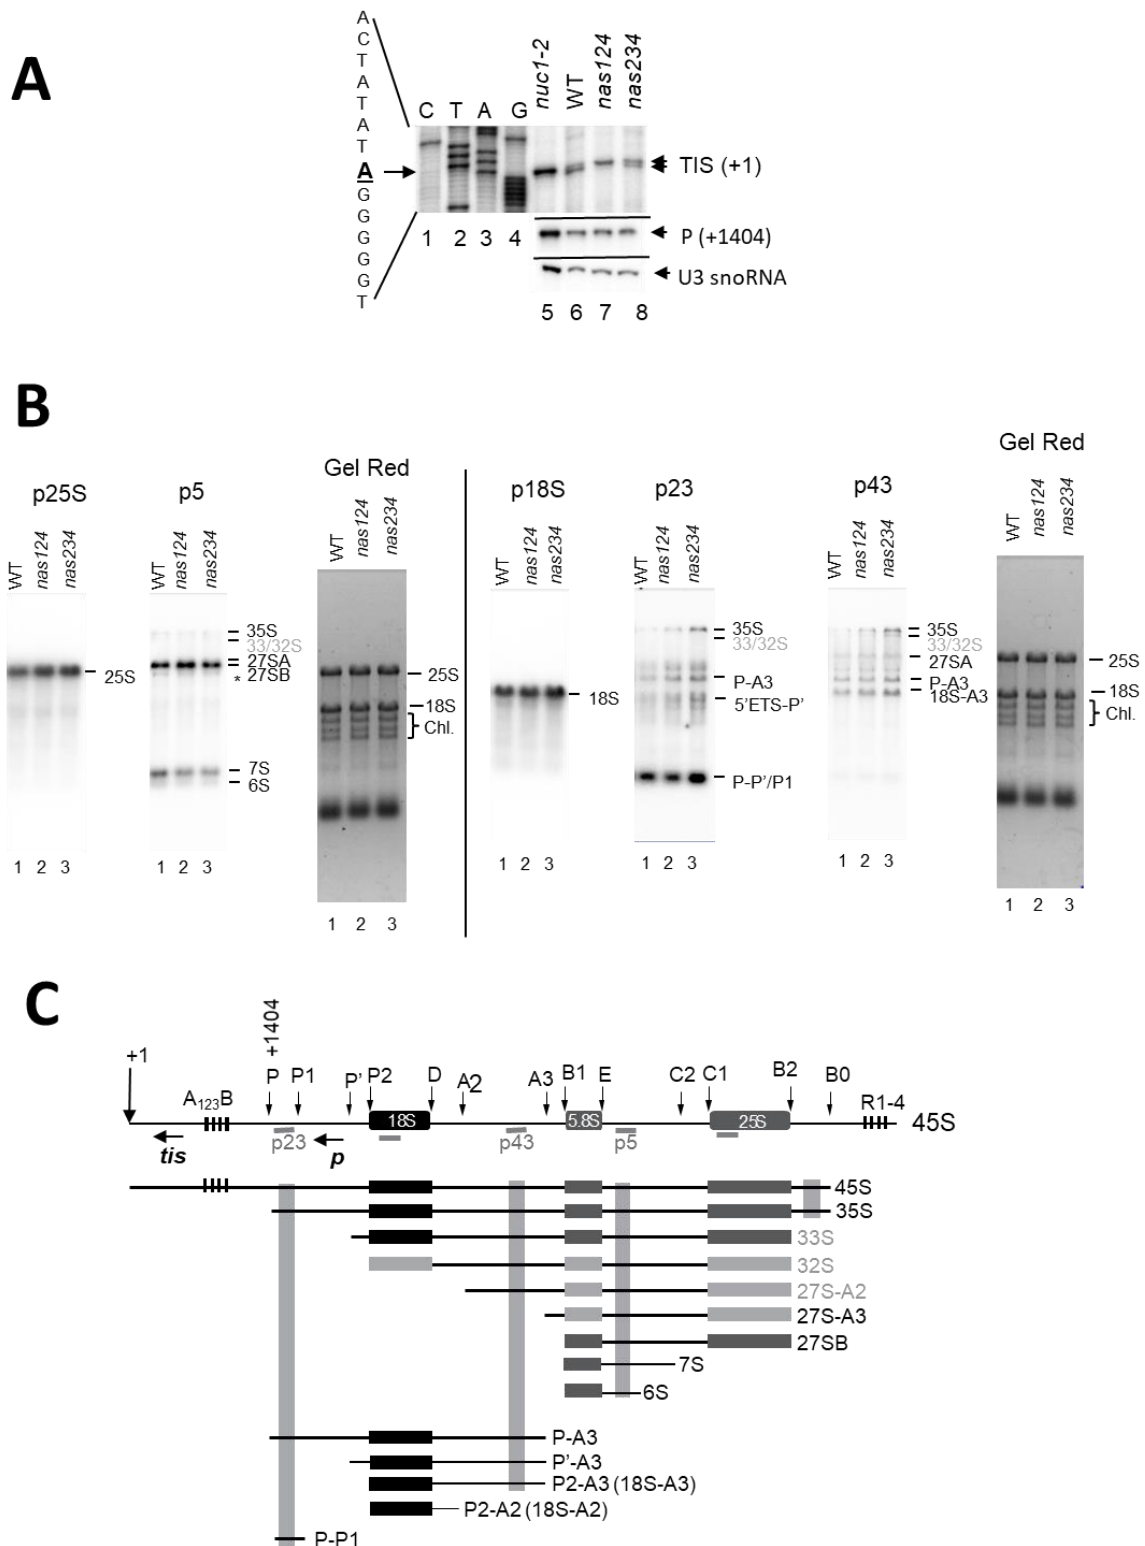 A
A
C
T
A
T
A
T
A
G
G
G
G
G
T
C T A G
nuc1-2 WT nas124 nas234
TIS (+1)
P (+1404)
U3 snoRNA
1 2 3 4
5 6 7 8
B
p25S
WT nas124 nas234
25S
1 2 3
p5
WT nas124 nas234
35S
33/32S
27SA
* 27SB
7S
6S
1 2 3
Gel Red
WT nas124 nas234
25S
18S
Chl.
1 2 3
p18S
WT nas124 nas234
18S
1 2 3
p23
WT nas124 nas234
35S
33/32S
P-A3
5'ETS-P'
P-P'/P1
1 2 3
p43
WT nas124 nas234
35S
33/32S
27SA
P-A3
18S-A3
1 2 3
Gel Red
WT nas124 nas234
25S
18S
Chl.
1 2 3
C
+1 A123B +1404 P P1 P' P2 D A2 A3 B1 E C2 C1 B2 B0 R1-4
18S 5.8S 25S 45S
tis p23 p p43 p5
45S
35S
33S
32S
27S-A2
27S-A3
27SB
7S
6S
P-A3
P'-A3
P2-A3 (18S-A3)
P2-A2 (18S-A2)
P-P1